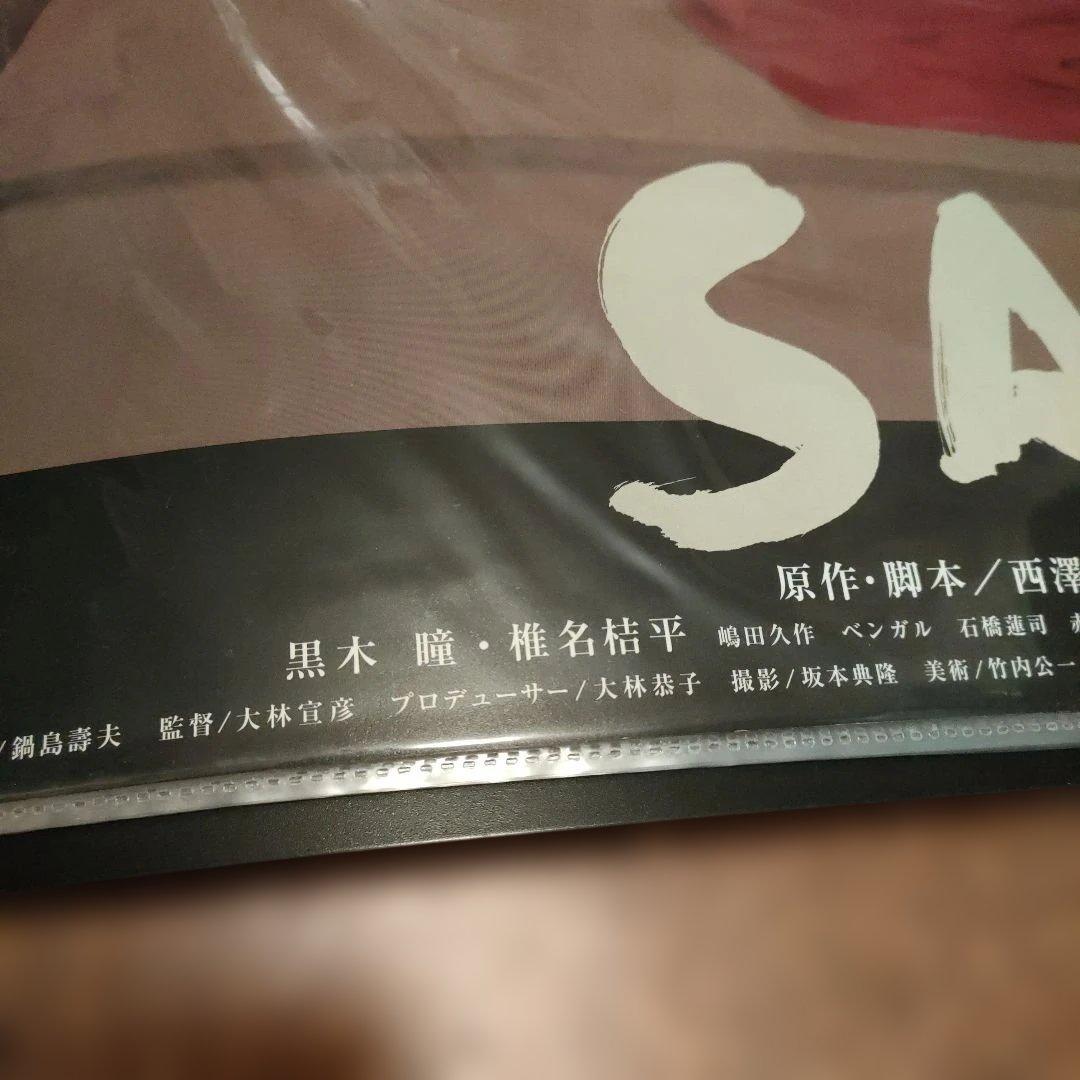 SA
原作・脚本／西澤
黒木 瞳・椎名桔平 嶋田久作 ベンガル 石橋蓮司
/鍋島壽夫 監督/大林宣彦 プロデューサー/大林恭子 撮影/坂本典隆 美術/竹内公一